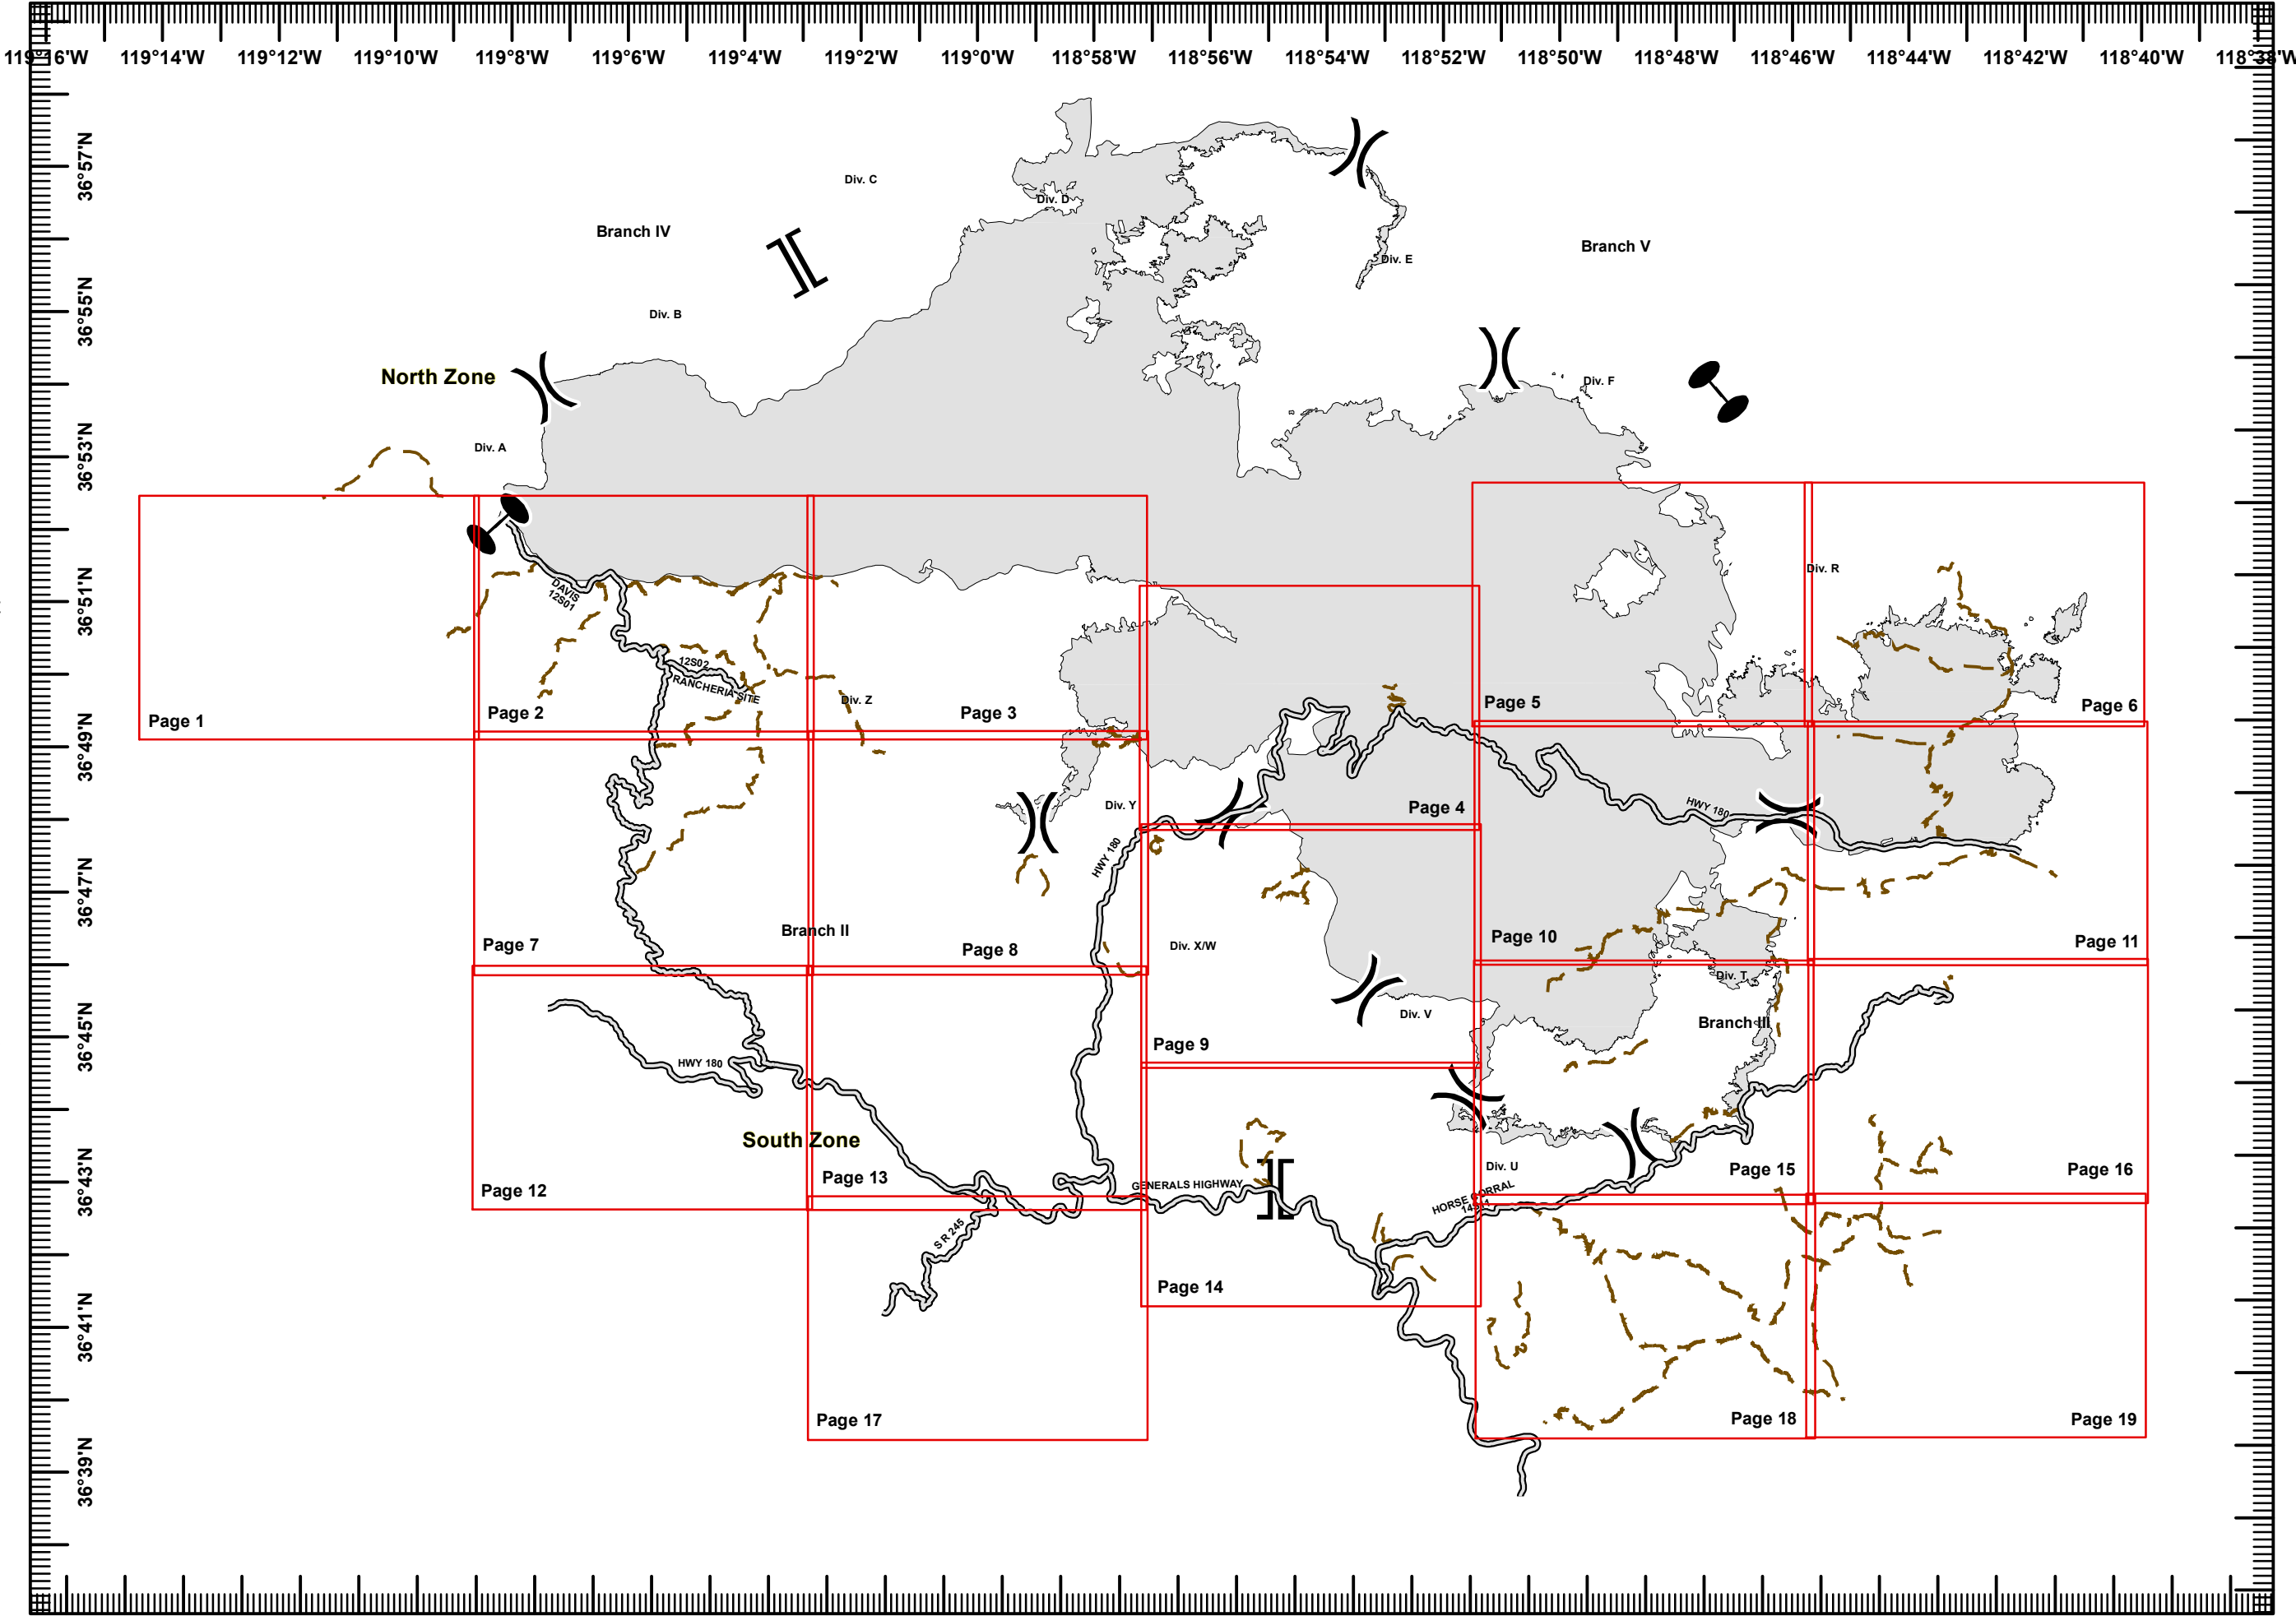 119°16'W 119°14'W 119°12'W 119°10'W 119°8'W 119°6'W 119°4'W 119°2'W 119°0'W 118°58'W 118°56'W 118°54'W 118°52'W 118°50'W 118°48'W 118°46'W 118°44'W 118°42'W 118°40'W 118°38'W
36°57'N
Div. C
Div. D
Branch IV
Branch V
Div. E
36°55'N
Div. B
North Zone
Div. F
36°53'N
Div. A
Div. R
36°51'N
DAVIS
12S01
12S02
RANCHERIA SITE
Div. Z
Page 1
Page 2
Page 3
Page 5
Page 6
36°49'N
Div. Y
Page 4
HWY 180
HWY 180
36°47'N
Branch II
Page 7
Page 8
Div. X/W
Page 10
Page 11
Div. T
Div. V
Branch III
36°45'N
Page 9
HWY 180
South Zone
Div. U
Page 12
Page 13
Page 15
Page 16
36°43'N
GENERALS HIGHWAY
HORSE CORRAL
S R 245
Page 14
36°41'N
Page 17
Page 18
Page 19
36°39'N